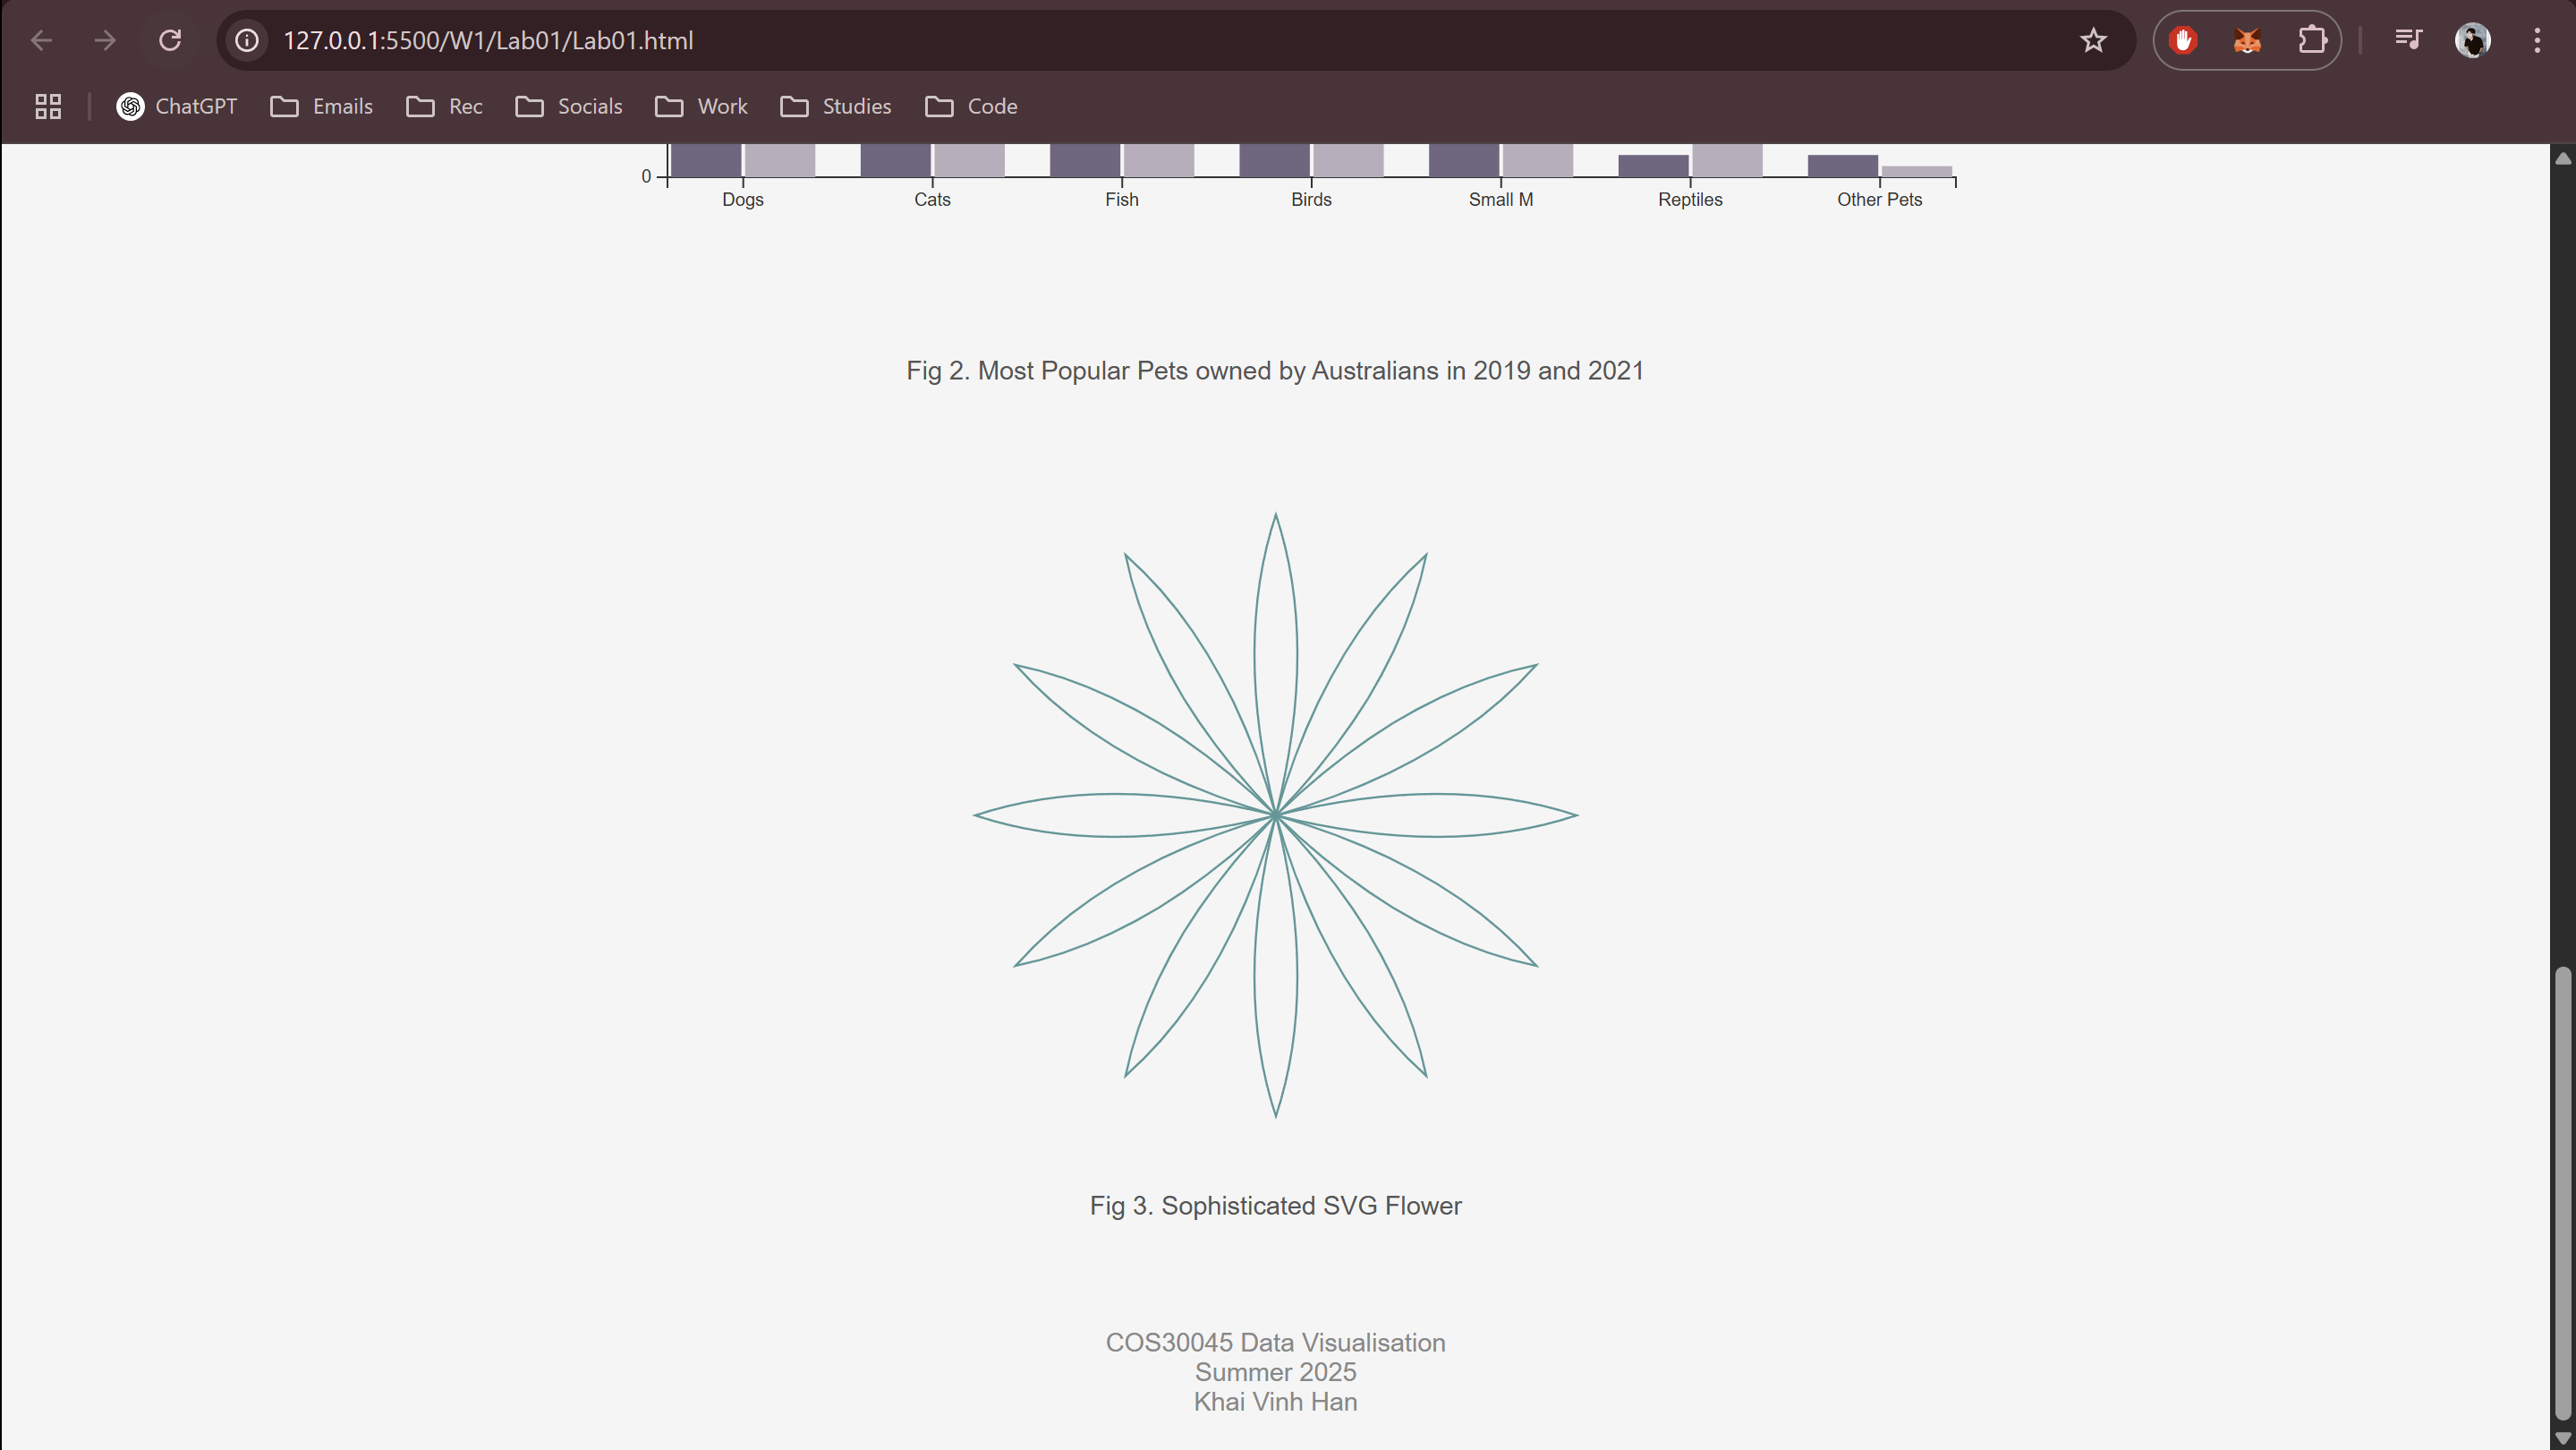 127.0.0.1:5500/W1/Lab01/Lab01.html
ChatGPT Emails Rec Socials Work Studies Code
0
Dogs Cats Fish Birds Small M Reptiles Other Pets
Fig 2. Most Popular Pets owned by Australians in 2019 and 2021
Fig 3. Sophisticated SVG Flower
COS30045 Data Visualisation
Summer 2025
Khai Vinh Han